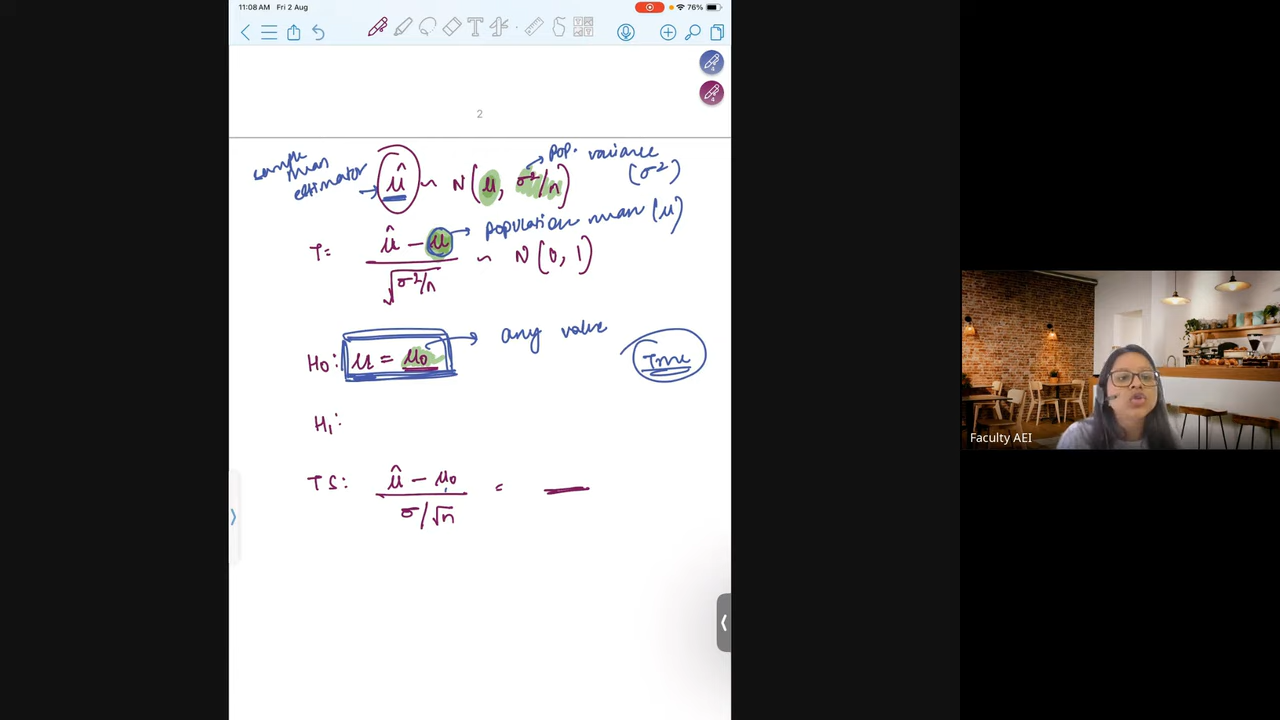 11:08 AM Fri 2 Aug
76%
2
sample mean estimator → μ̂ ~ N(μ, σ²/n)
→ pop. variance (σ²)
→ population mean (μ)
T = μ̂ − μ / √σ²/n ~ N(0, 1)
H₀: μ = μ₀ → any value
True
H₁:
TS: μ̂ − μ₀ / σ/√n =
Faculty AEI